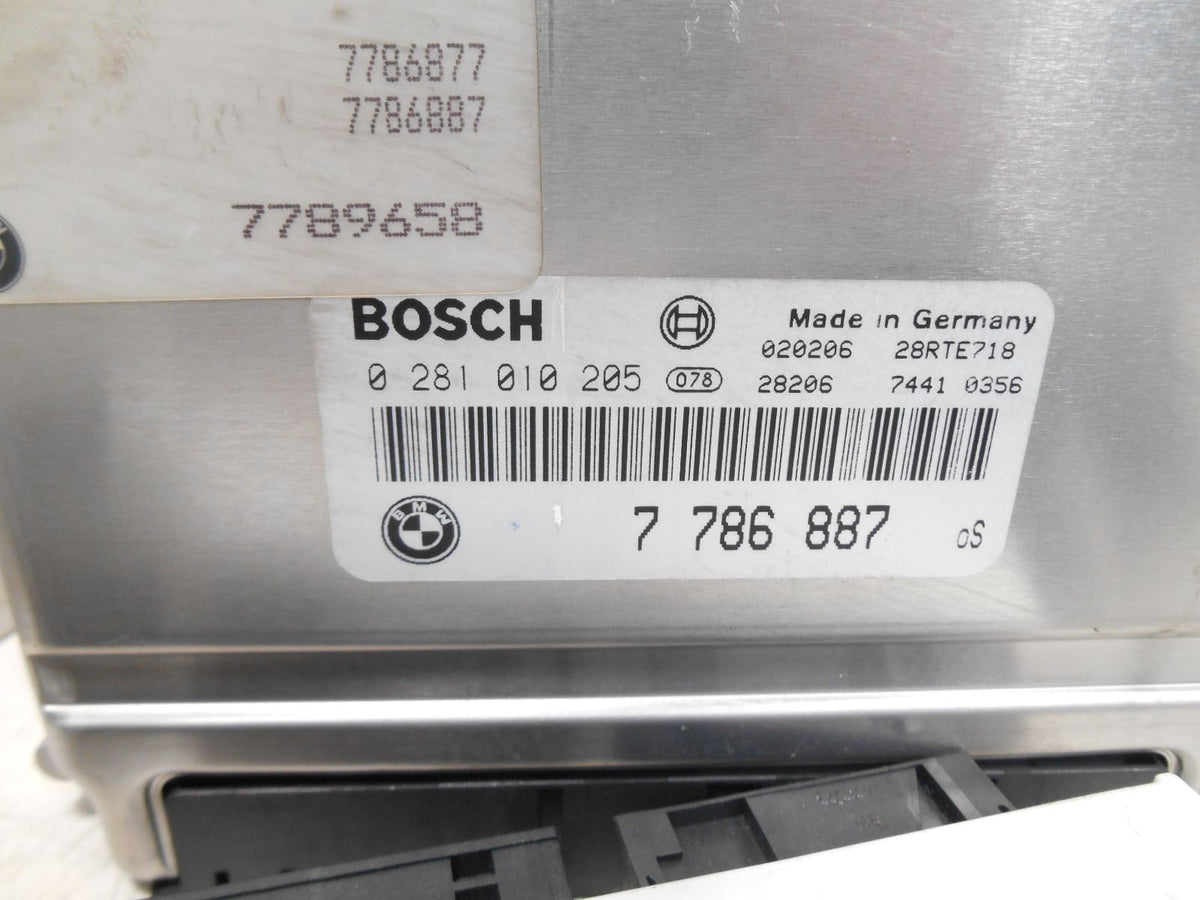 7786877
7786887
7789658
BOSCH
Made in Germany
020206 28RTE718
0 281 010 205 078 28206 7441 0356
BMW 7 786 887 oS